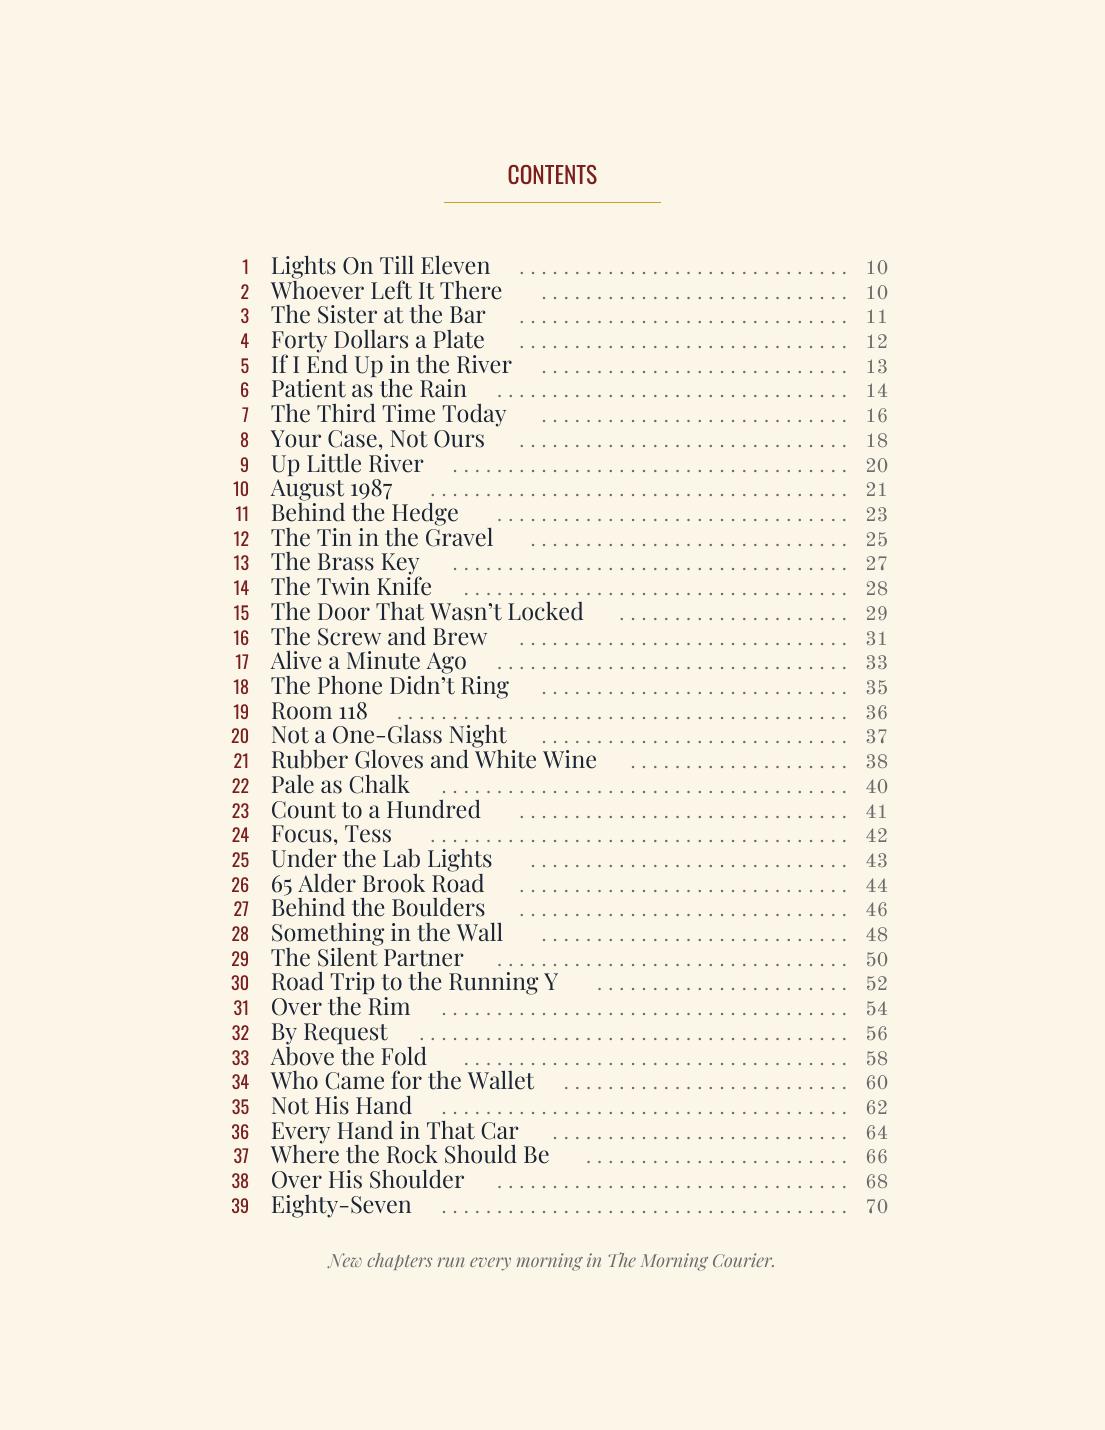 CONTENTS
1 Lights On Till Eleven . . . . . . . . . . . . . . . . . . . . . . . . . . . . . . 10
2 Whoever Left It There . . . . . . . . . . . . . . . . . . . . . . . . . . . . 10
3 The Sister at the Bar . . . . . . . . . . . . . . . . . . . . . . . . . . . . . . 11
4 Forty Dollars a Plate . . . . . . . . . . . . . . . . . . . . . . . . . . . . . . 12
5 If I End Up in the River . . . . . . . . . . . . . . . . . . . . . . . . . . . . 13
6 Patient as the Rain . . . . . . . . . . . . . . . . . . . . . . . . . . . . . . . . 14
7 The Third Time Today . . . . . . . . . . . . . . . . . . . . . . . . . . . . 16
8 Your Case, Not Ours . . . . . . . . . . . . . . . . . . . . . . . . . . . . . . 18
9 Up Little River . . . . . . . . . . . . . . . . . . . . . . . . . . . . . . . . . . . . 20
10 August 1987 . . . . . . . . . . . . . . . . . . . . . . . . . . . . . . . . . . . . . . 21
11 Behind the Hedge . . . . . . . . . . . . . . . . . . . . . . . . . . . . . . . . 23
12 The Tin in the Gravel . . . . . . . . . . . . . . . . . . . . . . . . . . . . . 25
13 The Brass Key . . . . . . . . . . . . . . . . . . . . . . . . . . . . . . . . . . . . 27
14 The Twin Knife . . . . . . . . . . . . . . . . . . . . . . . . . . . . . . . . . . . 28
15 The Door That Wasn’t Locked . . . . . . . . . . . . . . . . . . . . . 29
16 The Screw and Brew . . . . . . . . . . . . . . . . . . . . . . . . . . . . . . 31
17 Alive a Minute Ago . . . . . . . . . . . . . . . . . . . . . . . . . . . . . . . . 33
18 The Phone Didn’t Ring . . . . . . . . . . . . . . . . . . . . . . . . . . . . 35
19 Room 118 . . . . . . . . . . . . . . . . . . . . . . . . . . . . . . . . . . . . . . . . . 36
20 Not a One-Glass Night . . . . . . . . . . . . . . . . . . . . . . . . . . . . 37
21 Rubber Gloves and White Wine . . . . . . . . . . . . . . . . . . . . 38
22 Pale as Chalk . . . . . . . . . . . . . . . . . . . . . . . . . . . . . . . . . . . . . 40
23 Count to a Hundred . . . . . . . . . . . . . . . . . . . . . . . . . . . . . . 41
24 Focus, Tess . . . . . . . . . . . . . . . . . . . . . . . . . . . . . . . . . . . . . . 42
25 Under the Lab Lights . . . . . . . . . . . . . . . . . . . . . . . . . . . . . 43
26 65 Alder Brook Road . . . . . . . . . . . . . . . . . . . . . . . . . . . . . . 44
27 Behind the Boulders . . . . . . . . . . . . . . . . . . . . . . . . . . . . . . 46
28 Something in the Wall . . . . . . . . . . . . . . . . . . . . . . . . . . . . 48
29 The Silent Partner . . . . . . . . . . . . . . . . . . . . . . . . . . . . . . . . 50
30 Road Trip to the Running Y . . . . . . . . . . . . . . . . . . . . . . . 52
31 Over the Rim . . . . . . . . . . . . . . . . . . . . . . . . . . . . . . . . . . . . . 54
32 By Request . . . . . . . . . . . . . . . . . . . . . . . . . . . . . . . . . . . . . . . 56
33 Above the Fold . . . . . . . . . . . . . . . . . . . . . . . . . . . . . . . . . . . 58
34 Who Came for the Wallet . . . . . . . . . . . . . . . . . . . . . . . . . . 60
35 Not His Hand . . . . . . . . . . . . . . . . . . . . . . . . . . . . . . . . . . . . . 62
36 Every Hand in That Car . . . . . . . . . . . . . . . . . . . . . . . . . . . 64
37 Where the Rock Should Be . . . . . . . . . . . . . . . . . . . . . . . . 66
38 Over His Shoulder . . . . . . . . . . . . . . . . . . . . . . . . . . . . . . . . 68
39 Eighty-Seven . . . . . . . . . . . . . . . . . . . . . . . . . . . . . . . . . . . . . 70
New chapters run every morning in The Morning Courier.